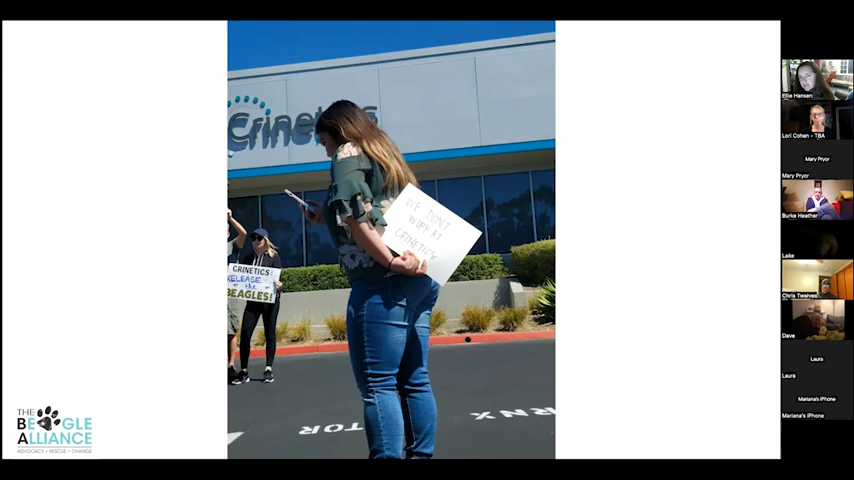 Crinetics
WE DON'T
WORK AT
CRINETICS
CRINETICS
RELEASE
the
BEAGLES!
THE
BEAGLE
ALLIANCE
ADVOCACY • RESCUE • CHANGE
Ellie Hansen
Lori Cohen - TBA
Mary Pryor
Mary Pryor
Burke Heather
Lake
Chris Twelves
Dave
Laura
Laura
Mariana's iPhone
Mariana's iPhone